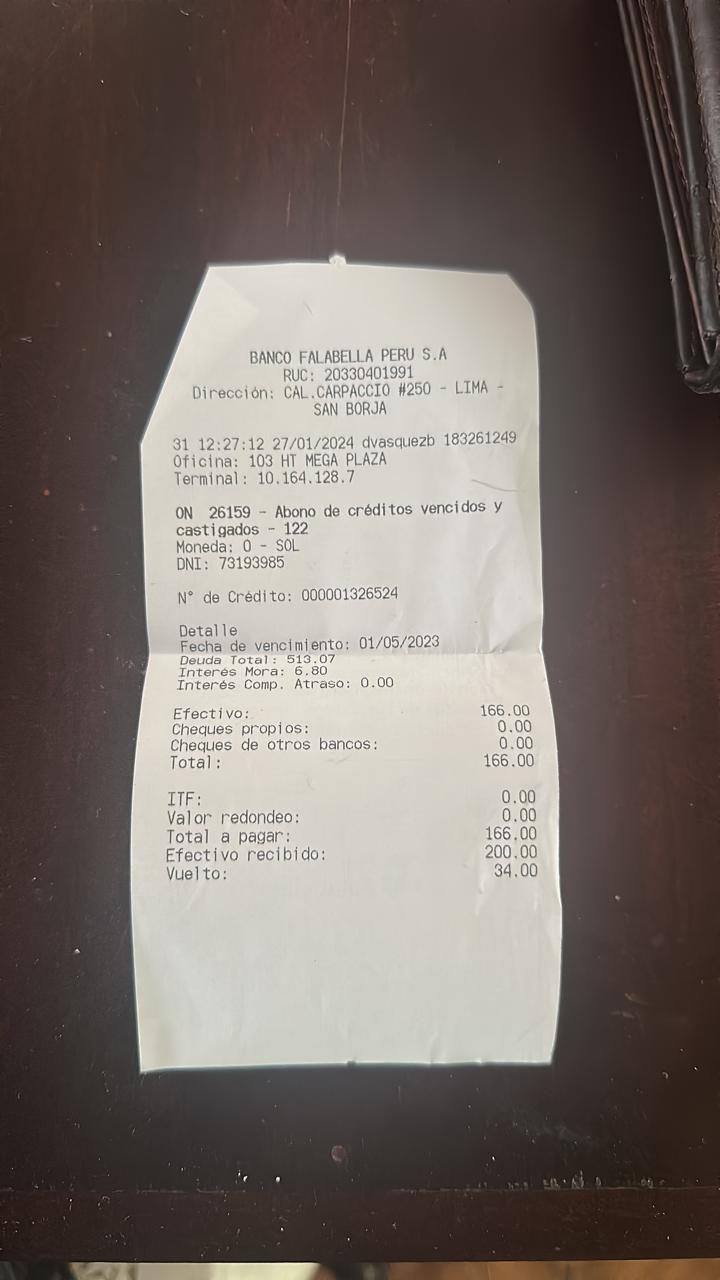 BANCO FALABELLA PERU S.A
RUC: 20330401991
Dirección: CAL.CARPACCIO #250 - LIMA -
SAN BORJA
31 12:27:12 27/01/2024 dvasquezb 183261249
Oficina: 103 HT MEGA PLAZA
Terminal: 10.164.128.7
ON 26159 - Abono de créditos vencidos y
castigados - 122
Moneda: 0 - SOL
DNI: 73193985
N° de Crédito: 000001326524
Detalle
Fecha de vencimiento: 01/05/2023
Deuda Total: 513.07
Interés Mora: 6.80
Interés Comp. Atraso: 0.00
Efectivo: 166.00
Cheques propios: 0.00
Cheques de otros bancos: 0.00
Total: 166.00
ITF: 0.00
Valor redondeo: 0.00
Total a pagar: 166.00
Efectivo recibido: 200.00
Vuelto: 34.00